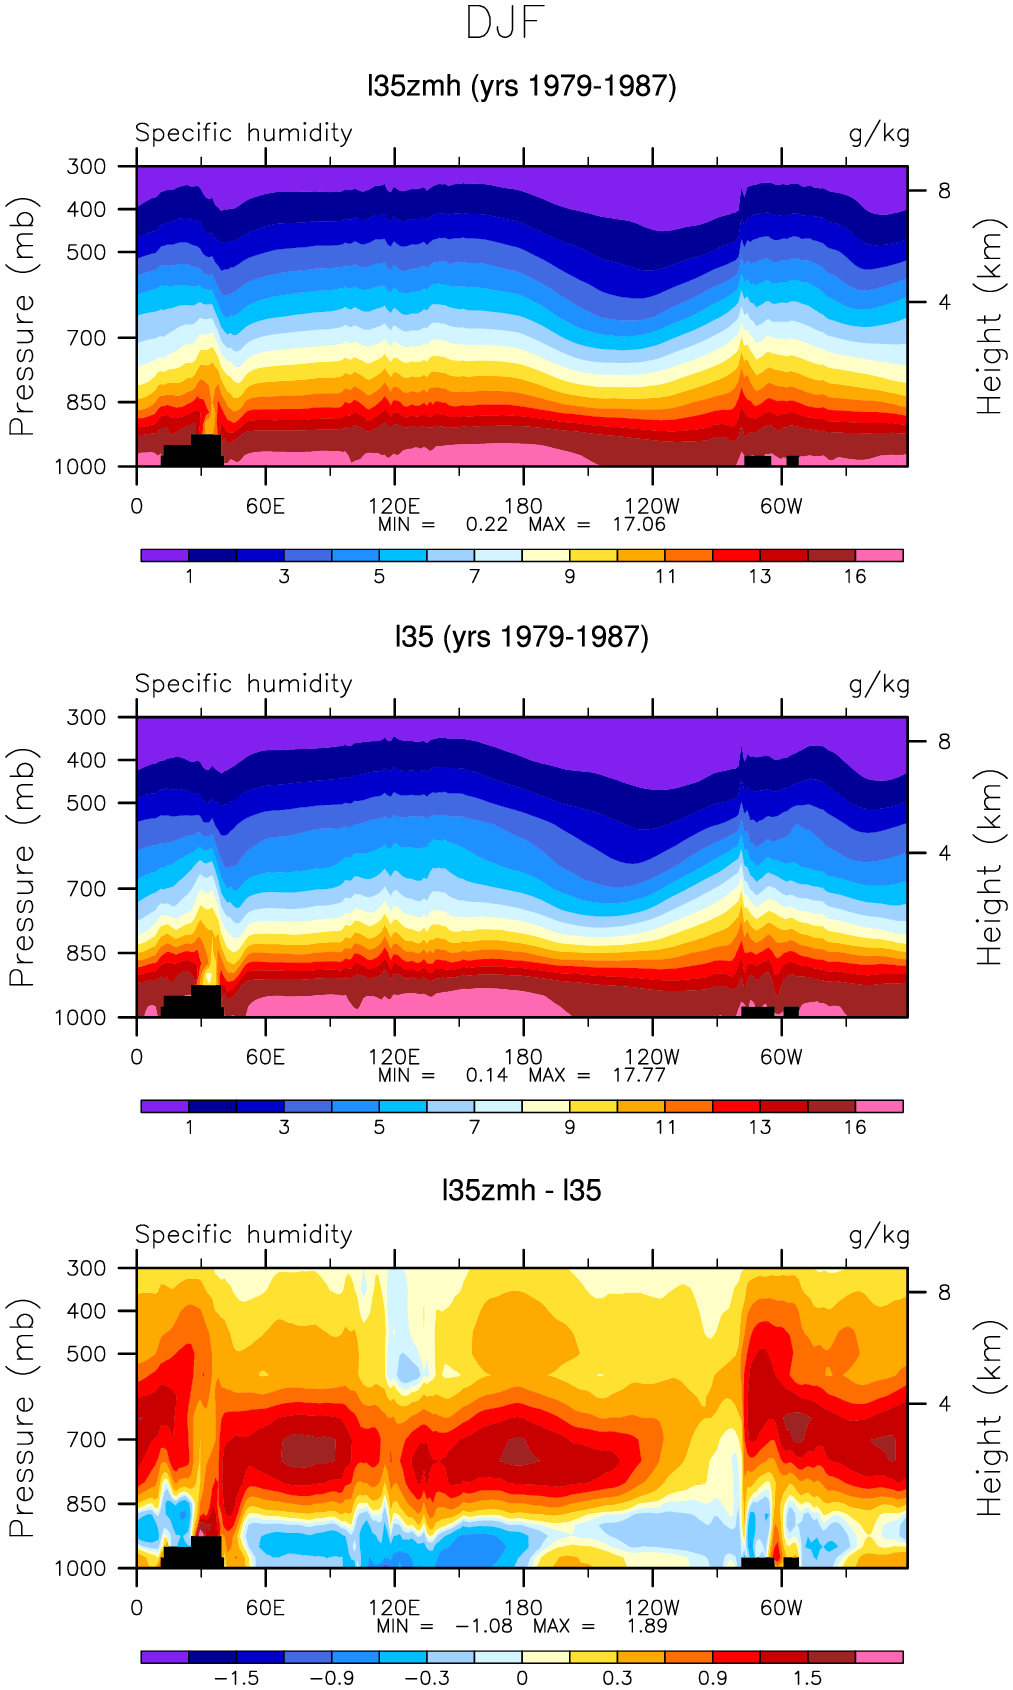 DJF
l35zmh (yrs 1979-1987)
Specific humidity g/kg
300
400
500
700
850
1000
Pressure (mb)
8
4
Height (km)
0 60E 120E 180 120W 60W
MIN = 0.22 MAX = 17.06
1 3 5 7 9 11 13 16
l35 (yrs 1979-1987)
Specific humidity g/kg
300
400
500
700
850
1000
Pressure (mb)
8
4
Height (km)
0 60E 120E 180 120W 60W
MIN = 0.14 MAX = 17.77
1 3 5 7 9 11 13 16
l35zmh - l35
Specific humidity g/kg
300
400
500
700
850
1000
Pressure (mb)
8
4
Height (km)
0 60E 120E 180 120W 60W
MIN = -1.08 MAX = 1.89
-1.5 -0.9 -0.3 0 0.3 0.9 1.5